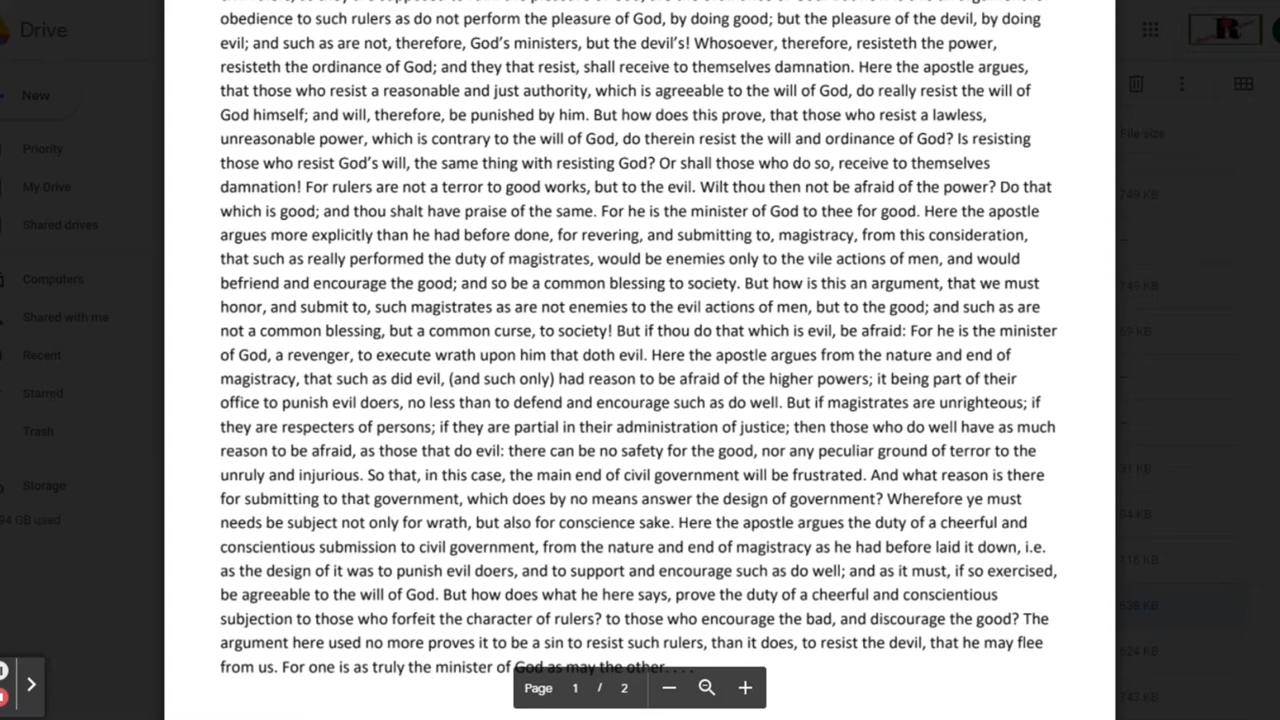 obedience to such rulers as do not perform the pleasure of God, by doing good; but the pleasure of the devil, by doing
evil; and such as are not, therefore, God's ministers, but the devil's! Whosoever, therefore, resisteth the power,
resisteth the ordinance of God; and they that resist, shall receive to themselves damnation. Here the apostle argues,
that those who resist a reasonable and just authority, which is agreeable to the will of God, do really resist the will of
God himself; and will, therefore, be punished by him. But how does this prove, that those who resist a lawless,
unreasonable power, which is contrary to the will of God, do therein resist the will and ordinance of God? Is resisting
those who resist God's will, the same thing with resisting God? Or shall those who do so, receive to themselves
damnation! For rulers are not a terror to good works, but to the evil. Wilt thou then not be afraid of the power? Do that
which is good; and thou shalt have praise of the same. For he is the minister of God to thee for good. Here the apostle
argues more explicitly than he had before done, for revering, and submitting to, magistracy, from this consideration,
that such as really performed the duty of magistrates, would be enemies only to the vile actions of men, and would
befriend and encourage the good; and so be a common blessing to society. But how is this an argument, that we must
honor, and submit to, such magistrates as are not enemies to the evil actions of men, but to the good; and such as are
not a common blessing, but a common curse, to society! But if thou do that which is evil, be afraid: For he is the minister
of God, a revenger, to execute wrath upon him that doth evil. Here the apostle argues from the nature and end of
magistracy, that such as did evil, (and such only) had reason to be afraid of the higher powers; it being part of their
office to punish evil doers, no less than to defend and encourage such as do well. But if magistrates are unrighteous; if
they are respecters of persons; if they are partial in their administration of justice; then those who do well have as much
reason to be afraid, as those that do evil: there can be no safety for the good, nor any peculiar ground of terror to the
unruly and injurious. So that, in this case, the main end of civil government will be frustrated. And what reason is there
for submitting to that government, which does by no means answer the design of government? Wherefore ye must
needs be subject not only for wrath, but also for conscience sake. Here the apostle argues the duty of a cheerful and
conscientious submission to civil government, from the nature and end of magistracy as he had before laid it down, i.e.
as the design of it was to punish evil doers, and to support and encourage such as do well; and as it must, if so exercised,
be agreeable to the will of God. But how does what he here says, prove the duty of a cheerful and conscientious
subjection to those who forfeit the character of rulers? to those who encourage the bad, and discourage the good? The
argument here used no more proves it to be a sin to resist such rulers, than it does, to resist the devil, that he may flee
from us. For one is as truly the minister of God as may the other. . . .
Page 1 / 2
Drive
New
Priority
My Drive
Shared drives
Computers
Shared with me
Recent
Starred
Trash
Storage
94 GB used
File size
749 KB
749 KB
69 KB
31 KB
94 KB
716 KB
636 KB
624 KB
743 KB